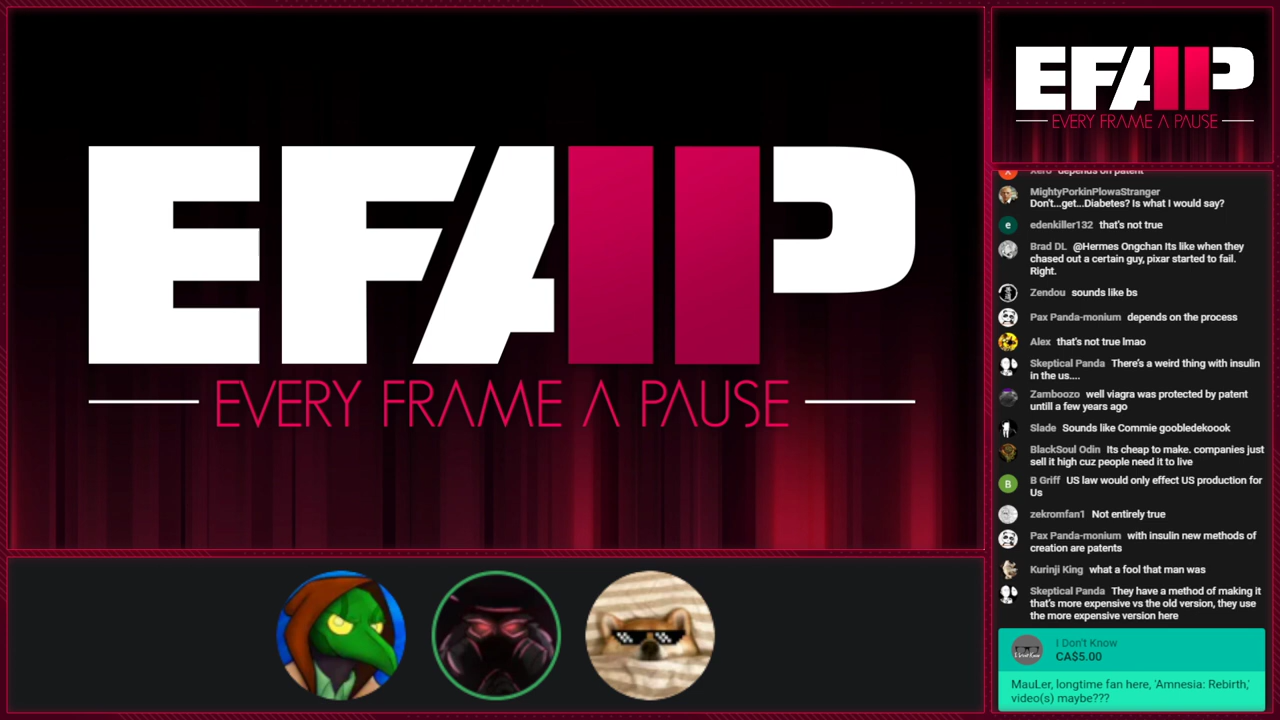 EFAP
EVERY FRAME A PAUSE
EFAP
EVERY FRAME A PAUSE
Xero depends on patent
MightyPorkinPlowaStranger
Don't...get...Diabetes? Is what I would say?
e
edenkiller132 that's not true
Brad DL @Hermes Ongchan Its like when they
chased out a certain guy, pixar started to fail.
Right.
Zendou sounds like bs
Pax Panda-monium depends on the process
Alex that's not true lmao
Skeptical Panda There's a weird thing with insulin
in the us....
Zamboozo well viagra was protected by patent
untill a few years ago
Slade Sounds like Commie goobledekoook
BlackSoul Odin Its cheap to make. companies just
sell it high cuz people need it to live
B
B Griff US law would only effect US production for
Us
zekromfan1 Not entirely true
Pax Panda-monium with insulin new methods of
creation are patents
Kurinji King what a fool that man was
Skeptical Panda They have a method of making it
that's more expensive vs the old version, they use
the more expensive version here
I Don't Know
CA$5.00
MauLer, longtime fan here, 'Amnesia: Rebirth,'
video(s) maybe???